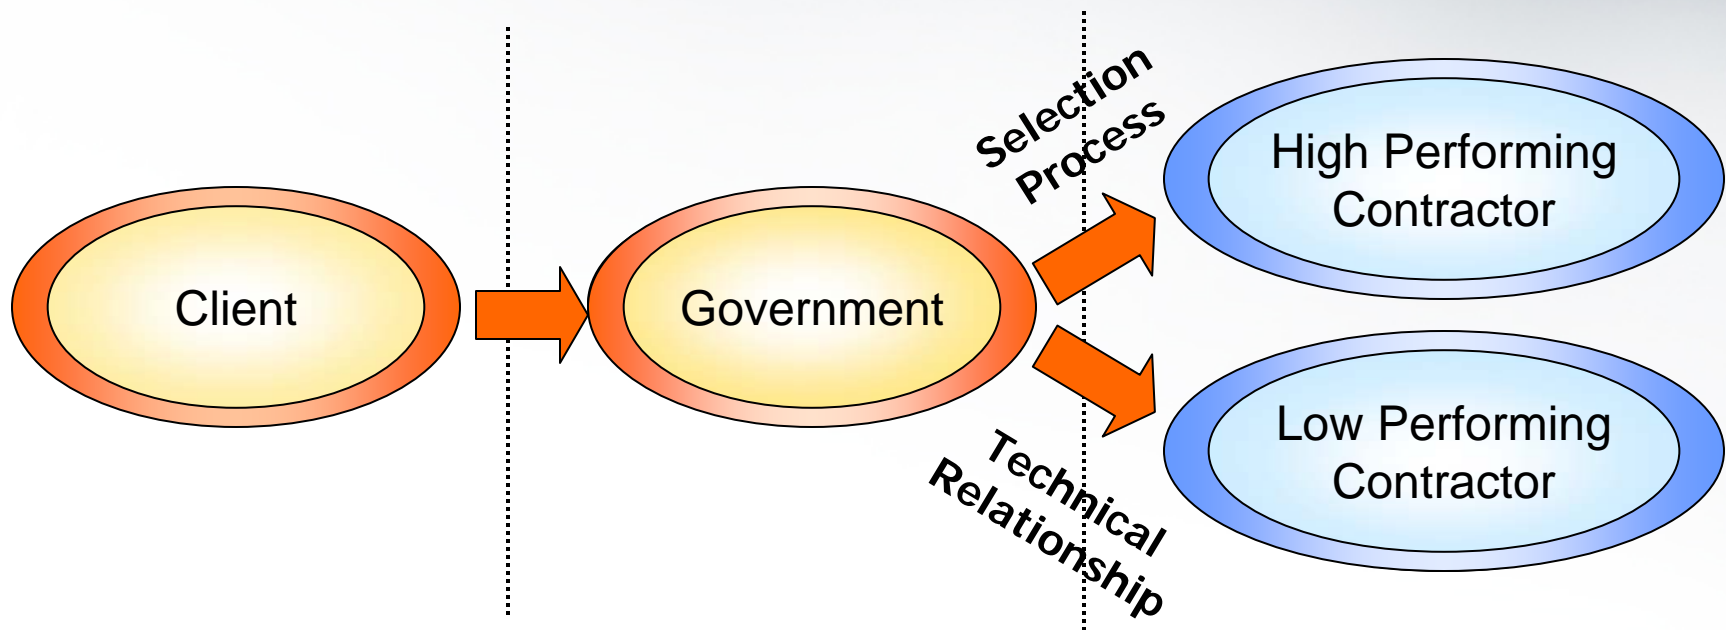 Client
Government
Selection
Process
Technical
Relationship
High Performing
Contractor
Low Performing
Contractor